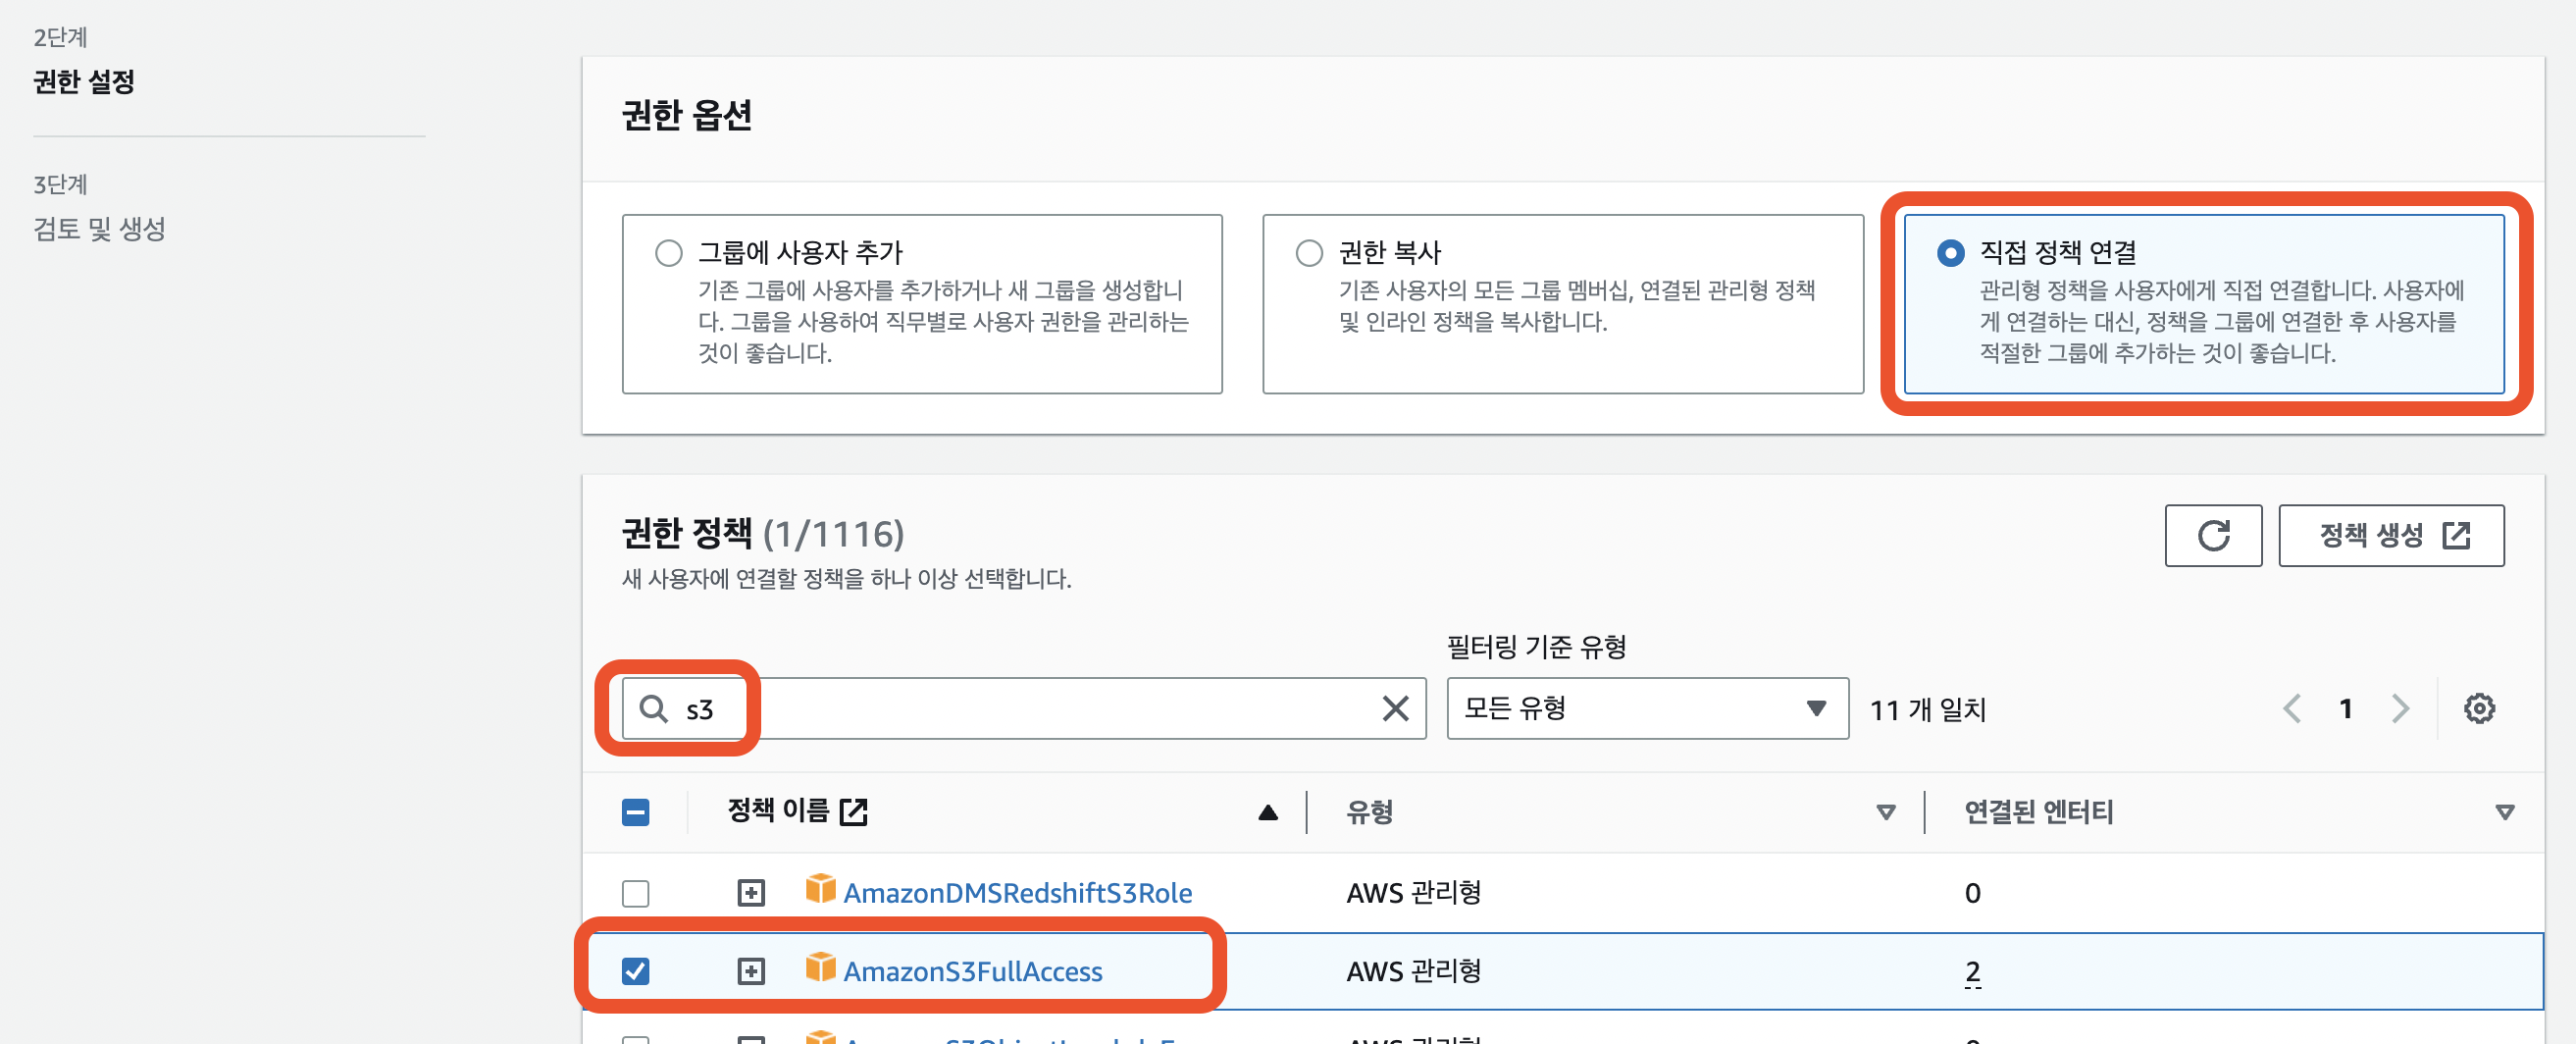 2단계
권한 설정
3단계
검토 및 생성
권한 옵션
그룹에 사용자 추가
기존 그룹에 사용자를 추가하거나 새 그룹을 생성합니
다. 그룹을 사용하여 직무별로 사용자 권한을 관리하는
것이 좋습니다.
권한 복사
기존 사용자의 모든 그룹 멤버십, 연결된 관리형 정책
및 인라인 정책을 복사합니다.
직접 정책 연결
관리형 정책을 사용자에게 직접 연결합니다. 사용자에
게 연결하는 대신, 정책을 그룹에 연결한 후 사용자를
적절한 그룹에 추가하는 것이 좋습니다.
권한 정책 (1/1116)
새 사용자에 연결할 정책을 하나 이상 선택합니다.
정책 생성
필터링 기준 유형
s3
모든 유형
11 개 일치
1
정책 이름
유형
연결된 엔터티
AmazonDMSRedshiftS3Role
AWS 관리형
0
AmazonS3FullAccess
AWS 관리형
2
AWS 관리형